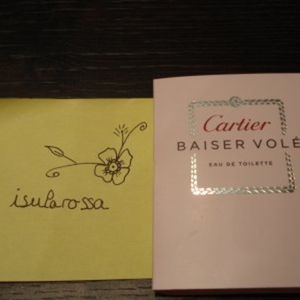 isularossa
Cartier
BAISER VOLÉ
EAU DE TOILETTE